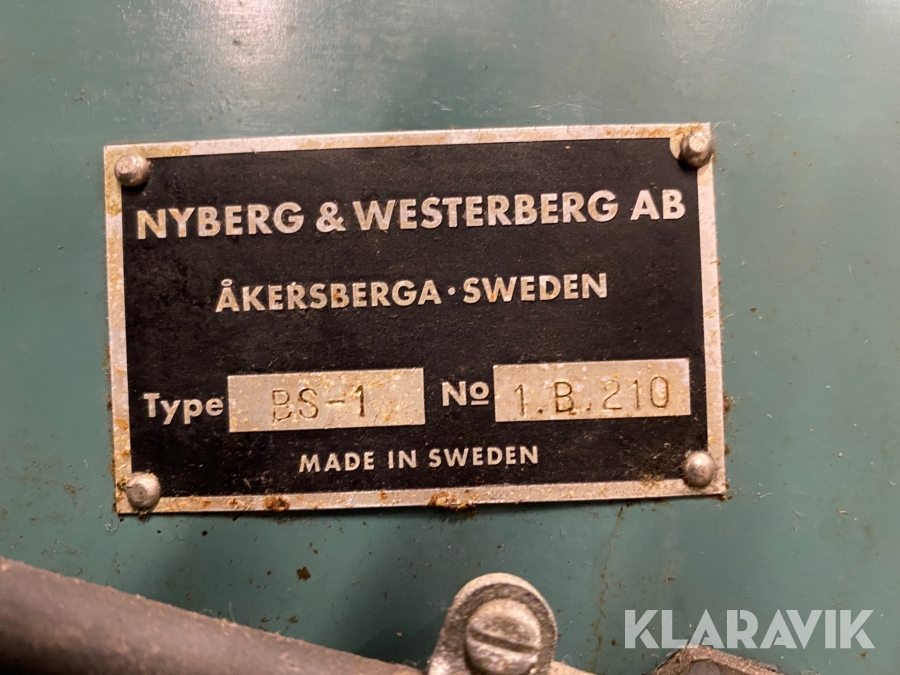 NYBERG & WESTERBERG AB
ÅKERSBERGA · SWEDEN
Type BS-1 No 1.B.210
MADE IN SWEDEN
KLARAVIK